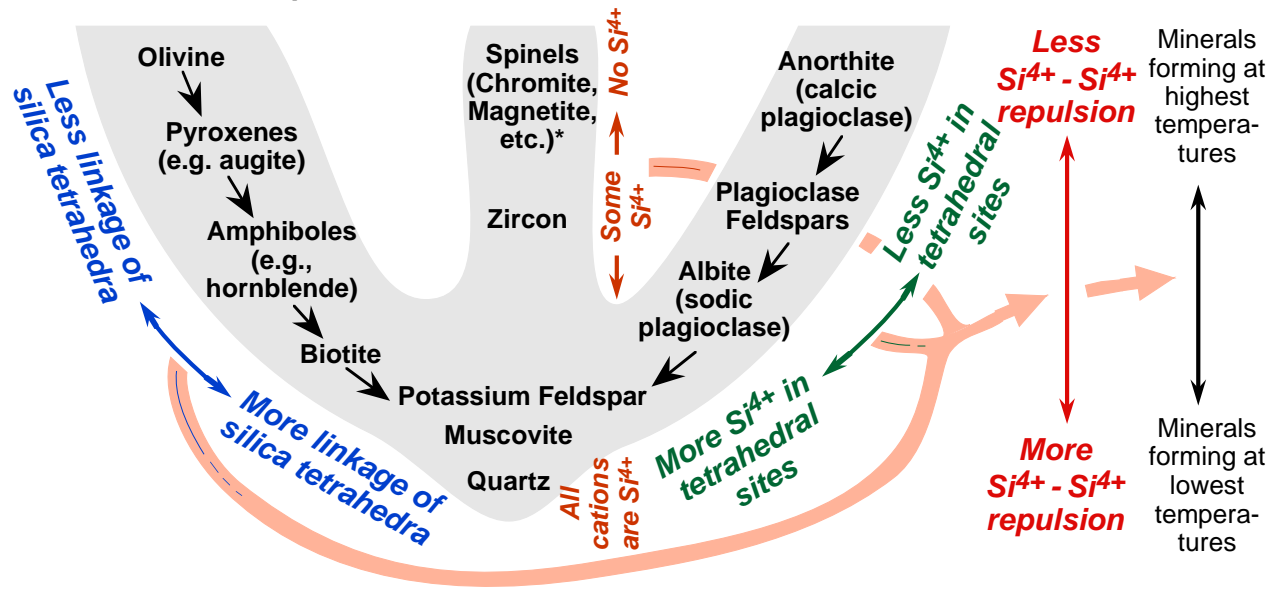 Olivine
Pyroxenes
(e.g. augite)
Amphiboles
(e.g.,
hornblende)
Biotite
Less linkage of
silica tetrahedra
More linkage of
silica tetrahedra
Spinels
(Chromite,
Magnetite,
etc.)*
Zircon
No Si4+
Some
Si4+
All
cations
are Si4+
Anorthite
(calcic
plagioclase)
Plagioclase
Feldspars
Albite
(sodic
plagioclase)
Potassium Feldspar
Muscovite
Quartz
Less Si4+ in
tetrahedral
sites
More Si4+ in
tetrahedral
sites
Less
Si4+ - Si4+
repulsion
More
Si4+ - Si4+
repulsion
Minerals
forming at
highest
tempera-
tures
Minerals
forming at
lowest
tempera-
tures